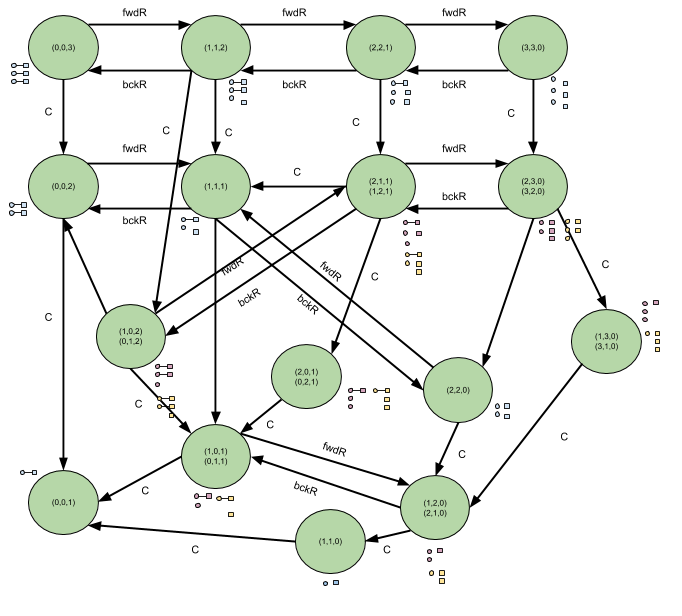 fwdR
fwdR
fwdR
(0,0,3)
(1,1,2)
(2,2,1)
(3,3,0)
bckR
bckR
bckR
C
C
C
C
C
fwdR
fwdR
C
(0,0,2)
(1,1,1)
(2,1,1)
(1,2,1)
(2,3,0)
(3,2,0)
bckR
bckR
fwdR
fwdR
C
C
bckR
bckR
C
(1,0,2)
(0,1,2)
(1,3,0)
(3,1,0)
(2,0,1)
(0,2,1)
(2,2,0)
C
C
C
fwdR
C
(1,0,1)
(0,1,1)
bckR
C
(0,0,1)
(1,2,0)
(2,1,0)
(1,1,0)
C
C